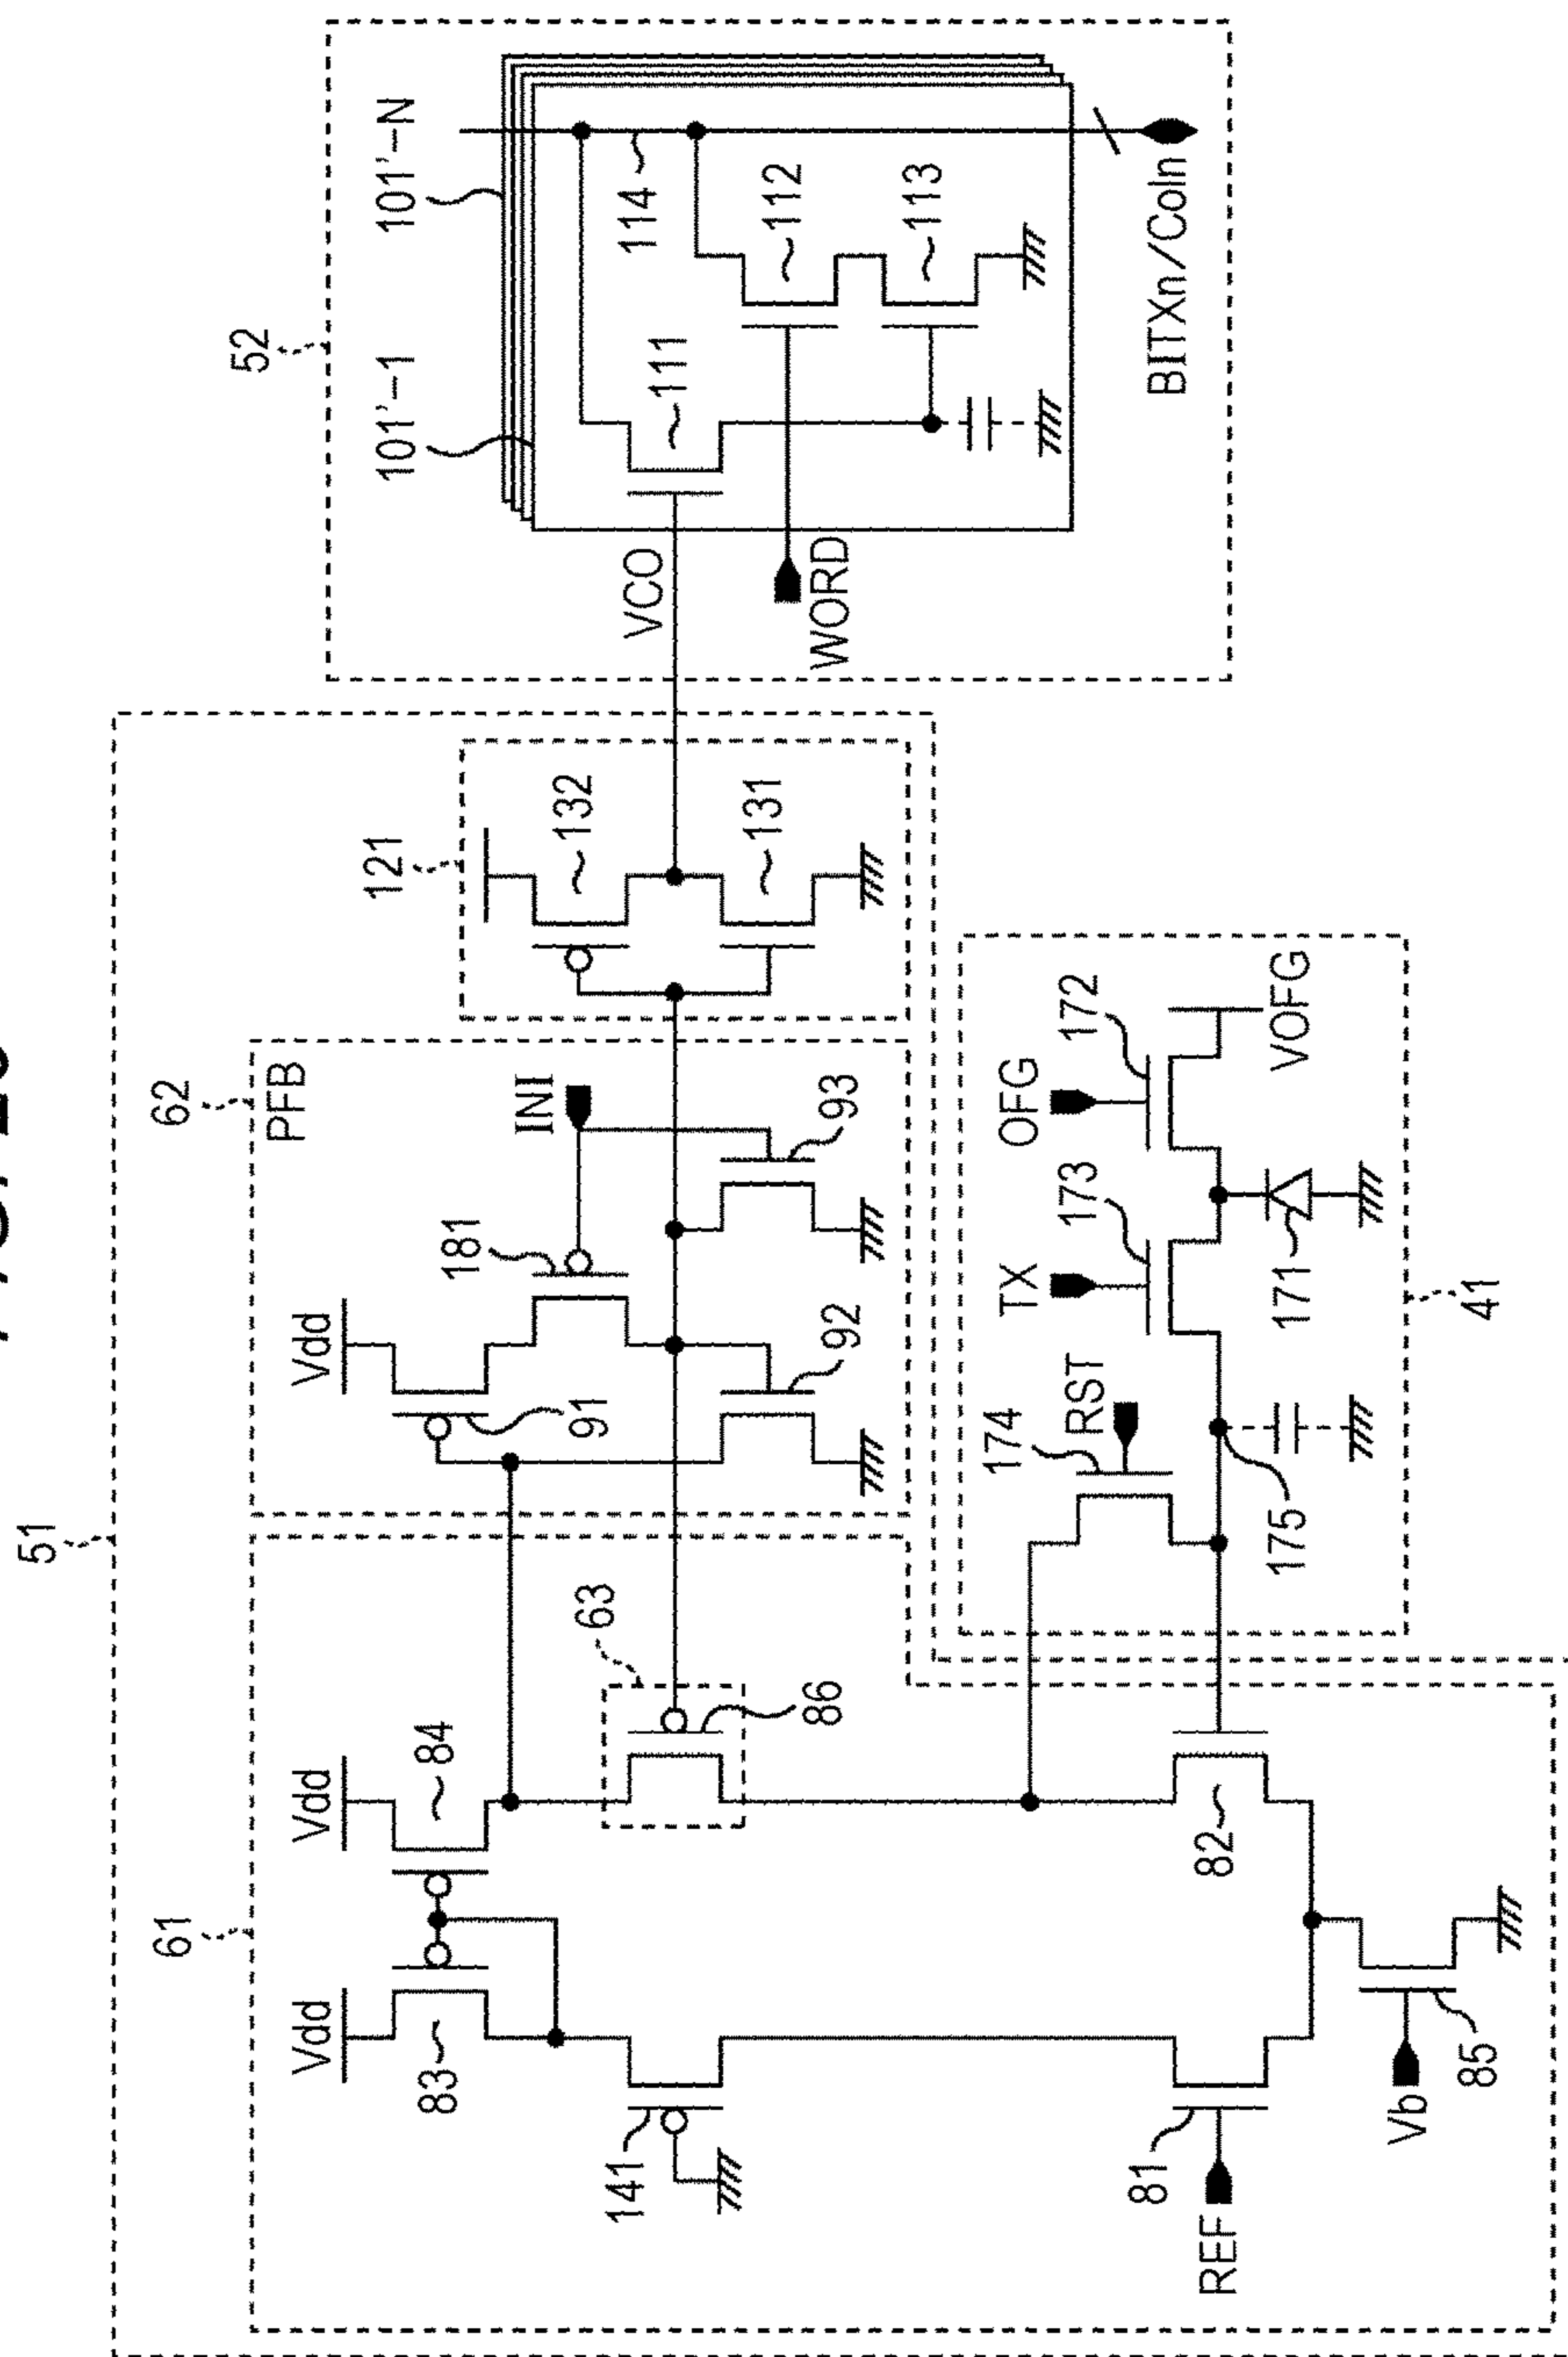 51
61
Vdd
83
Vdd
84
141
63
86
81
REF
82
Vb
85
62
PFB
Vdd
91
181
INI
92
93
121
132
131
41
174
RST
TX
173
OFG
172
VOFG
171
175
52
101'-1
101'-N
VCO
WORD
111
114
112
113
BITXn/Coln